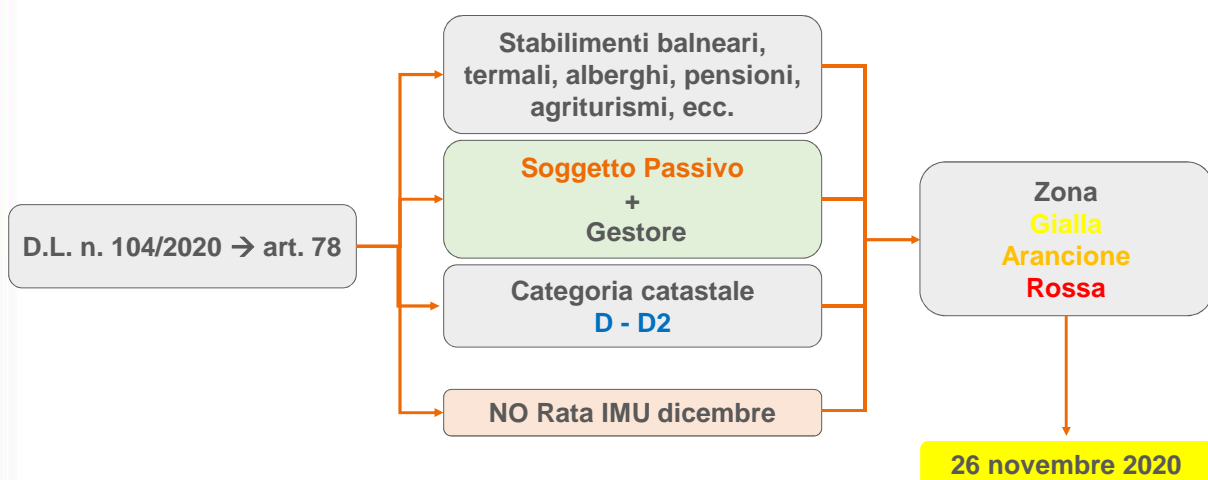 Stabilimenti balneari,
termali, alberghi, pensioni,
agriturismi, ecc.
Soggetto Passivo
+
Gestore
D.L. n. 104/2020 → art. 78
Categoria catastale
D - D2
NO Rata IMU dicembre
Zona
Gialla
Arancione
Rossa
26 novembre 2020